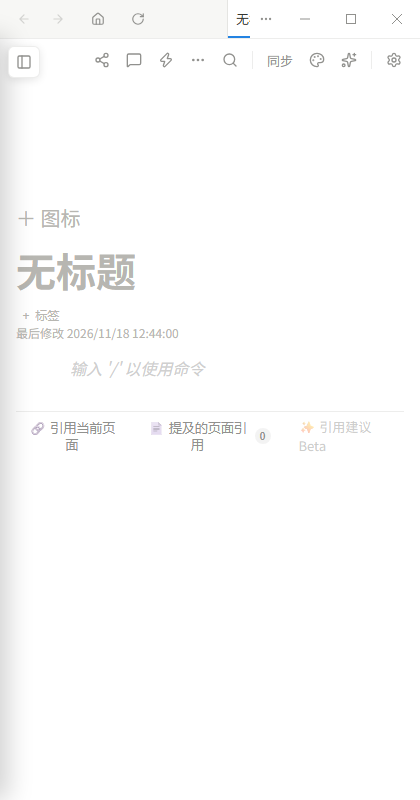 无
同步
图标
无标题
+ 标签
最后修改 2026/11/18 12:44:00
输入 '/' 以使用命令
引用当前页
面
提及的页面引
用
0
引用建议
Beta